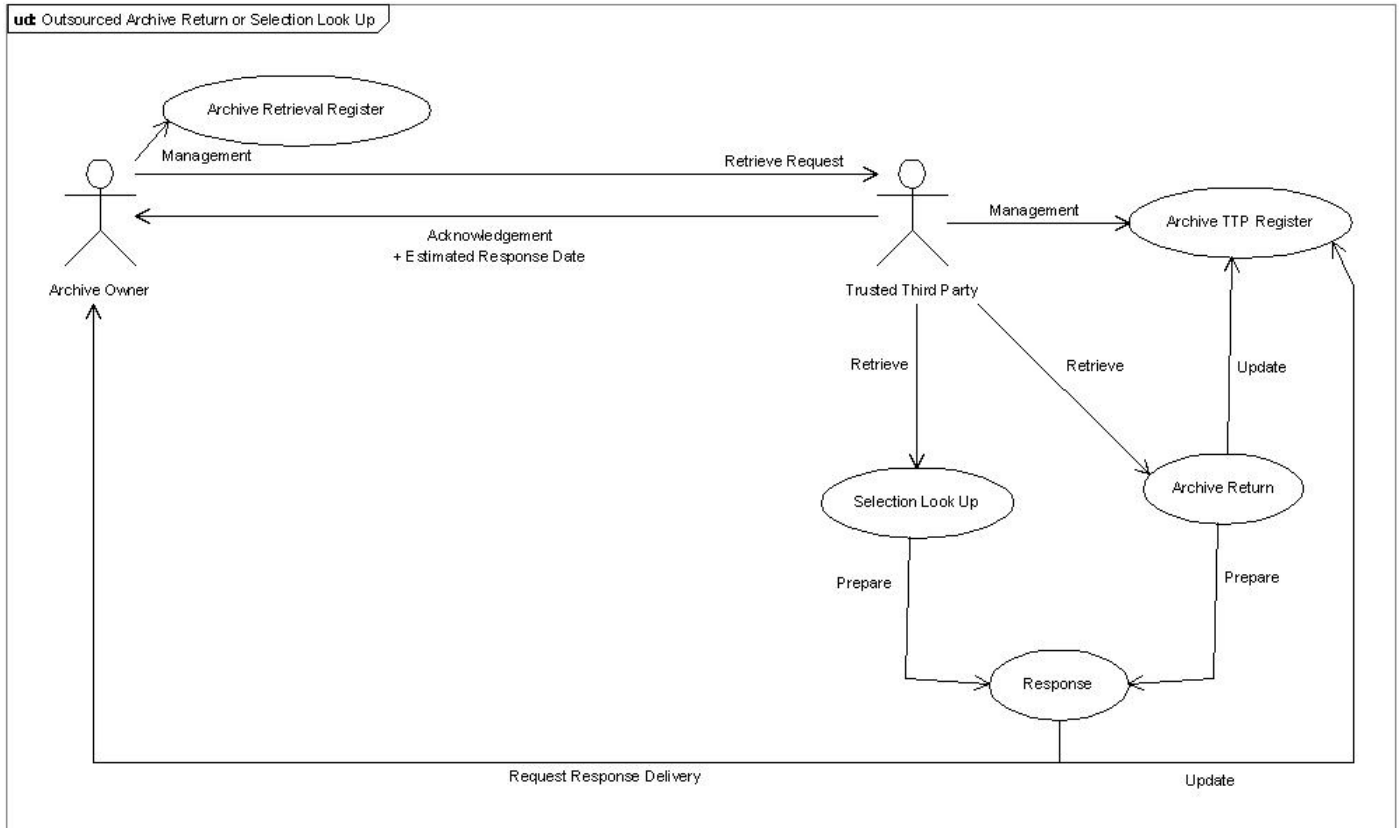 ud: Outsourced Archive Return or Selection Look Up
Archive Retrieval Register
Management
Retrieve Request
Management
Archive TTP Register
Acknowledgement
+ Estimated Response Date
Archive Owner
Trusted Third Party
Retrieve
Retrieve
Update
Selection Look Up
Archive Return
Prepare
Prepare
Response
Request Response Delivery
Update